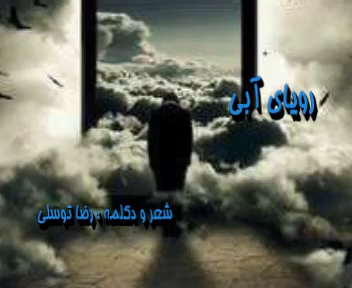 رویای آبی
شعر و دکلمه : رضا توسلی